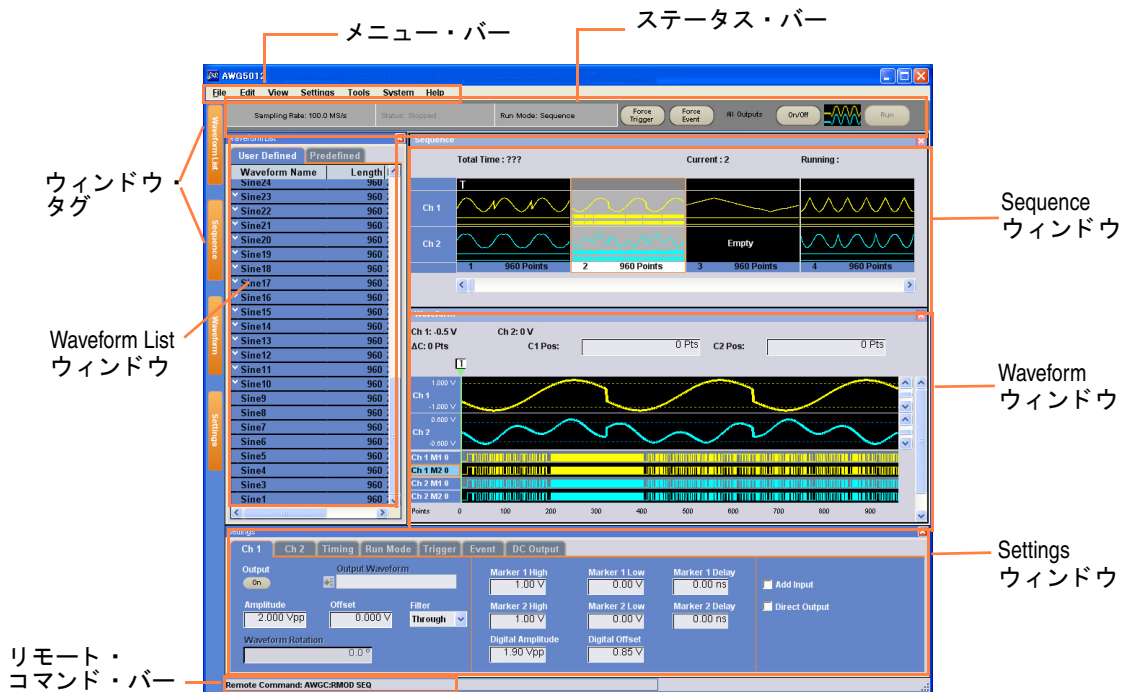 メニュー・バー
ステータス・バー
AWG5012
File Edit View Settings Tools System Help
Sampling Rate: 100.0 MS/s Status: Stopped Run Mode: Sequence Force Trigger Force Event All Outputs On/Off Run
ウィンドウ・
タグ
Waveform List
Sequence
Waveform
Settings
Waveform List
ウィンドウ
Waveform List
User Defined Predefined
Waveform Name Length
Sine24 960
Sine23 960
Sine22 960
Sine21 960
Sine20 960
Sine19 960
Sine18 960
Sine17 960
Sine16 960
Sine15 960
Sine14 960
Sine13 960
Sine12 960
Sine11 960
Sine10 960
Sine9 960
Sine8 960
Sine7 960
Sine6 960
Sine5 960
Sine4 960
Sine3 960
Sine1 960
Sequence
Total Time : ??? Current : 2 Running :
T
Ch 1
Ch 2
Empty
1 960 Points 2 960 Points 3 960 Points 4 960 Points
Sequence
ウィンドウ
Waveform
Ch 1: -0.5 V Ch 2: 0 V
ΔC: 0 Pts C1 Pos: 0 Pts C2 Pos: 0 Pts
1.000 V
Ch 1
-1.000 V
0.600 V
Ch 2
-0.600 V
Ch 1 M1 0
Ch 1 M2 0
Ch 2 M1 0
Ch 2 M2 0
Points 0 100 200 300 400 500 600 700 800 900
Waveform
ウィンドウ
Settings
Ch 1 Ch 2 Timing Run Mode Trigger Event DC Output
Output Output Waveform Marker 1 High Marker 1 Low Marker 1 Delay
On 1.00 V 0.00 V 0.00 ns Add Input
Amplitude Offset Filter Marker 2 High Marker 2 Low Marker 2 Delay Direct Output
2.000 Vpp 0.000 V Through 1.00 V 0.00 V 0.00 ns
Waveform Rotation Digital Amplitude Digital Offset
0.0 ° 1.90 Vpp 0.85 V
Settings
ウィンドウ
リモート・
コマンド・バー
Remote Command: AWGC:RMOD SEQ